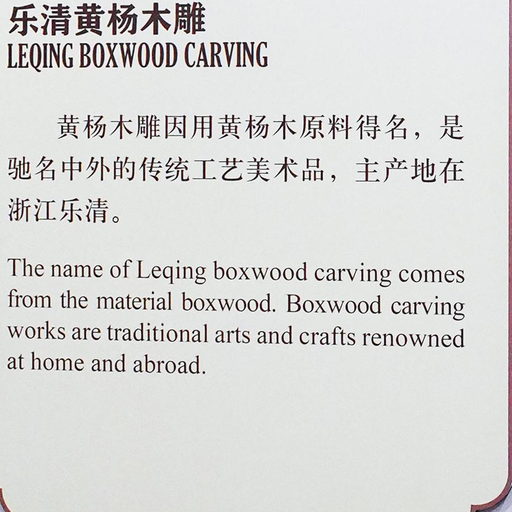 乐清黄杨木雕
LEQING BOXWOOD CARVING
黄杨木雕因用黄杨木原料得名，是
驰名中外的传统工艺美术品，主产地在
浙江乐清。
The name of Leqing boxwood carving comes
from the material boxwood. Boxwood carving
works are traditional arts and crafts renowned
at home and abroad.